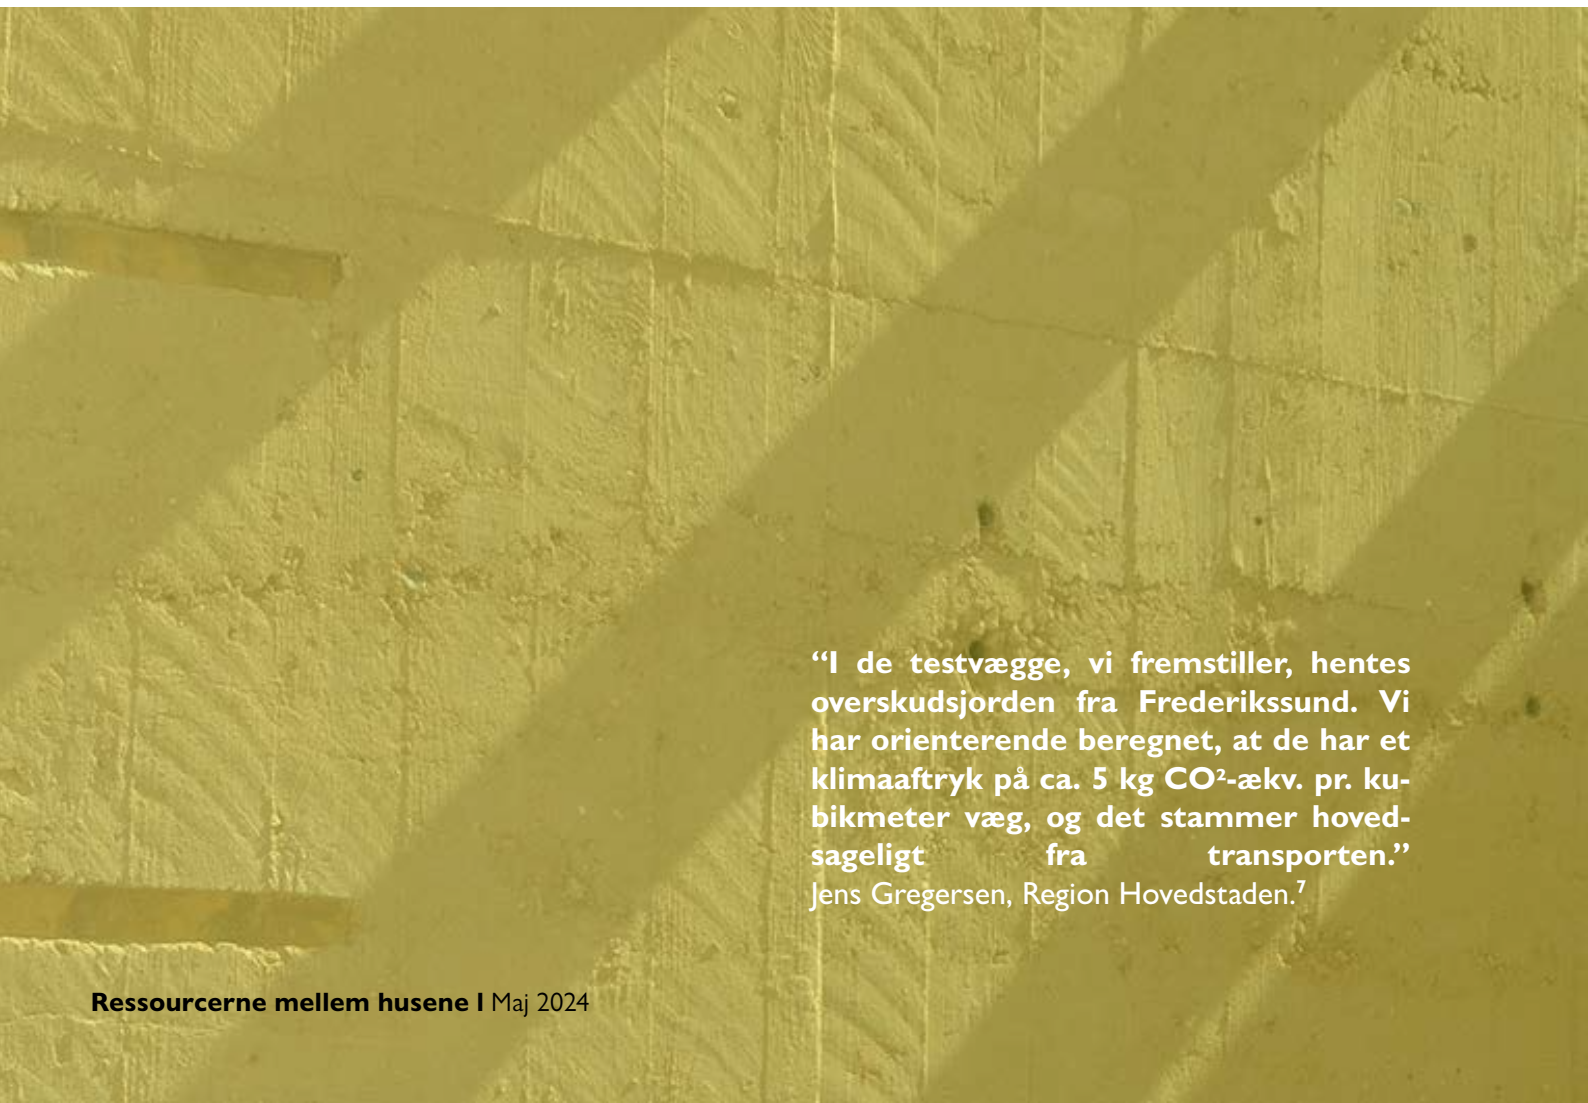 “I de testvægge, vi fremstiller, hentes
overskudsjorden fra Frederikssund. Vi
har orienterende beregnet, at de har et
klimaaftryk på ca. 5 kg CO²-ækv. pr. ku-
bikmeter væg, og det stammer hoved-
sageligt fra transporten.”
Jens Gregersen, Region Hovedstaden.⁷
Ressourcerne mellem husene I Maj 2024